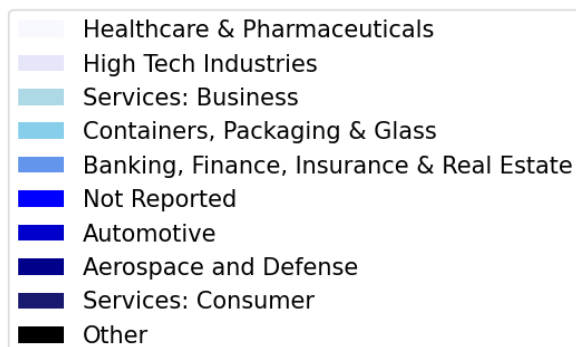 Healthcare & Pharmaceuticals
High Tech Industries
Services: Business
Containers, Packaging & Glass
Banking, Finance, Insurance & Real Estate
Not Reported
Automotive
Aerospace and Defense
Services: Consumer
Other